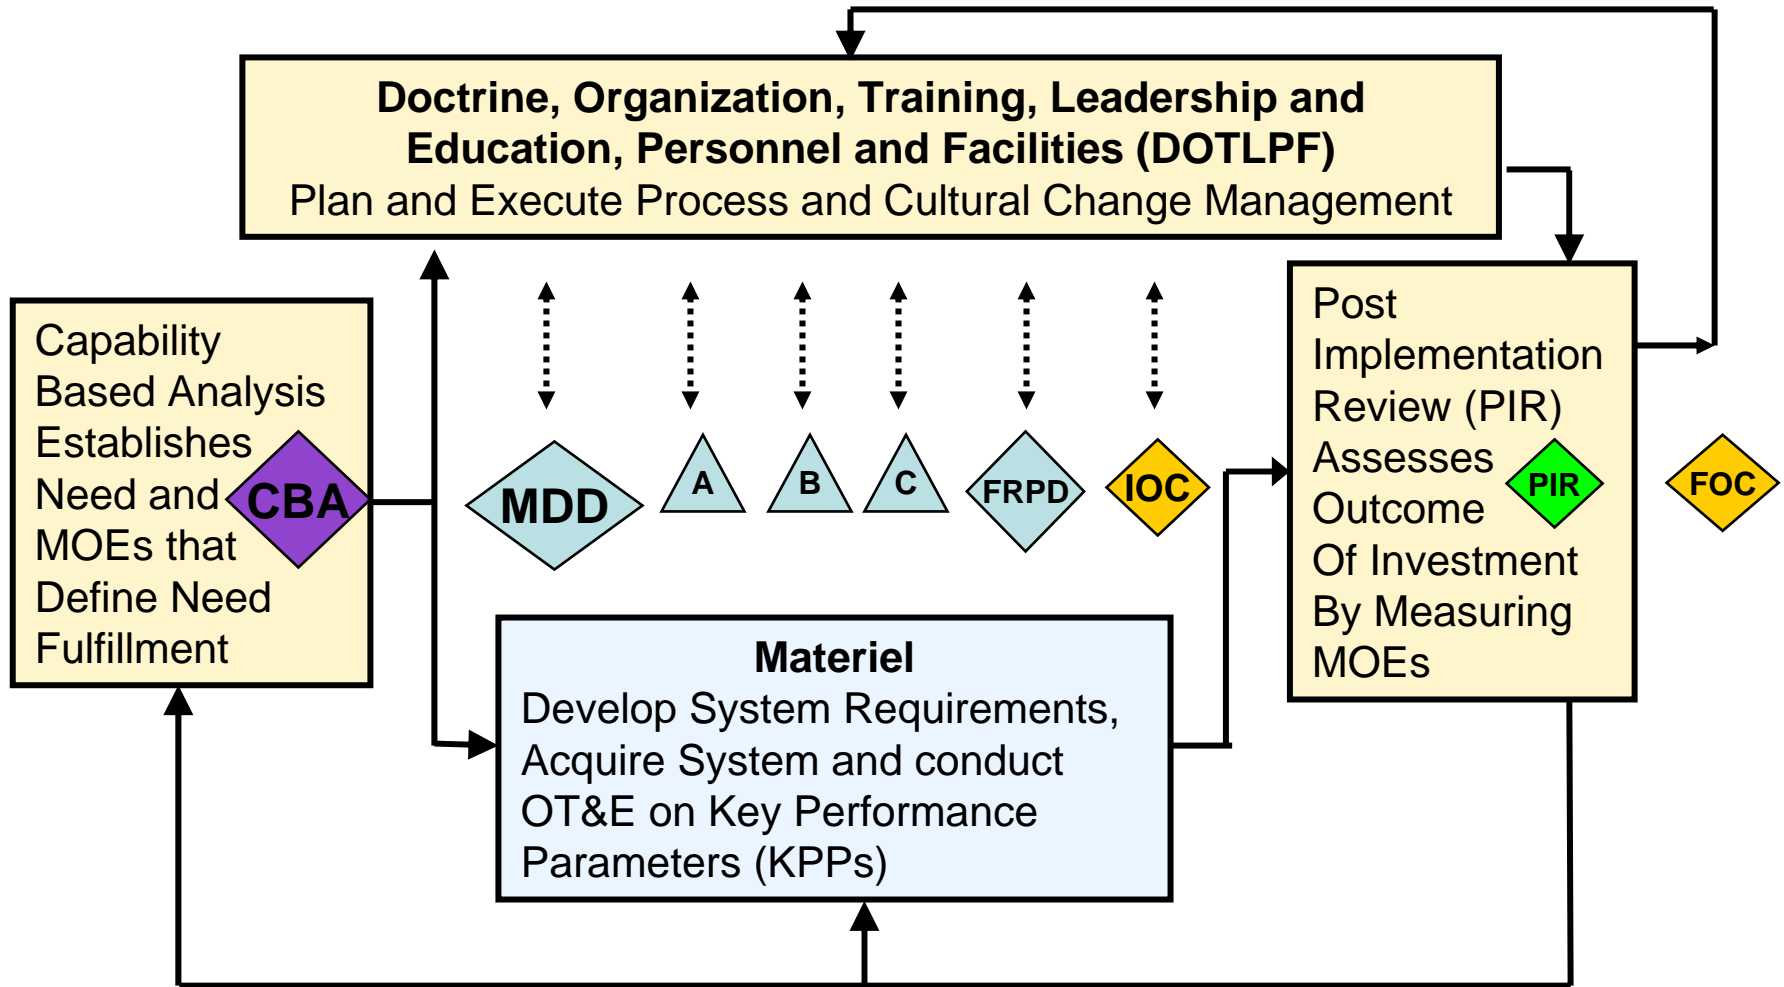 Doctrine, Organization, Training, Leadership and
Education, Personnel and Facilities (DOTLPF)
Plan and Execute Process and Cultural Change Management
Capability
Based Analysis
Establishes
Need and
MOEs that
Define Need
Fulfillment
CBA
MDD
A
B
C
FRPD
IOC
Materiel
Develop System Requirements,
Acquire System and conduct
OT&E on Key Performance
Parameters (KPPs)
Post
Implementation
Review (PIR)
Assesses
Outcome
Of Investment
By Measuring
MOEs
PIR
FOC